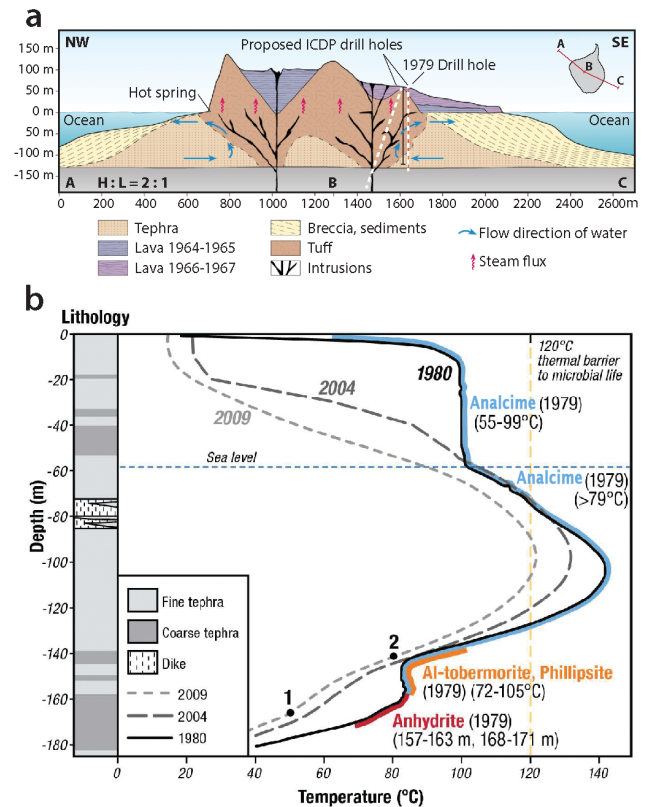 a
NW
SE
Proposed ICDP drill holes
1979 Drill hole
Hot spring
A
B
C
150 m
100 m
50 m
0 m
-50 m
-100 m
-150 m
Ocean
Ocean
A
H : L = 2 : 1
B
C
0 200 400 600 800 1000 1200 1400 1600 1800 2000 2200 2400 2600m
Tephra
Lava 1964-1965
Lava 1966-1967
Breccia, sediments
Tuff
Intrusions
Flow direction of water
Steam flux
b
Lithology
0
-20
-40
-60
-80
-100
-120
-140
-160
-180
Depth (m)
120°C
thermal barrier
to microbial life
1980
2004
2009
Analcime (1979)
(55-99°C)
Sea level
Analcime (1979)
(>79°C)
2
1
Al-tobermorite, Phillipsite
(1979) (72-105°C)
Anhydrite (1979)
(157-163 m, 168-171 m)
Fine tephra
Coarse tephra
Dike
2009
2004
1980
0 20 40 60 80 100 120 140
Temperature (°C)